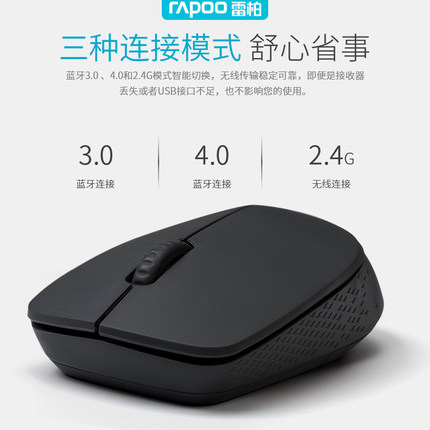 rapoo 雷柏
三种连接模式 舒心省事
蓝牙3.0 、4.0和2.4G模式智能切换，无线传输稳定可靠，即便是接收器
丢失或者USB接口不足，也不影响您的使用。
3.0 4.0 2.4G
蓝牙连接 蓝牙连接 无线连接